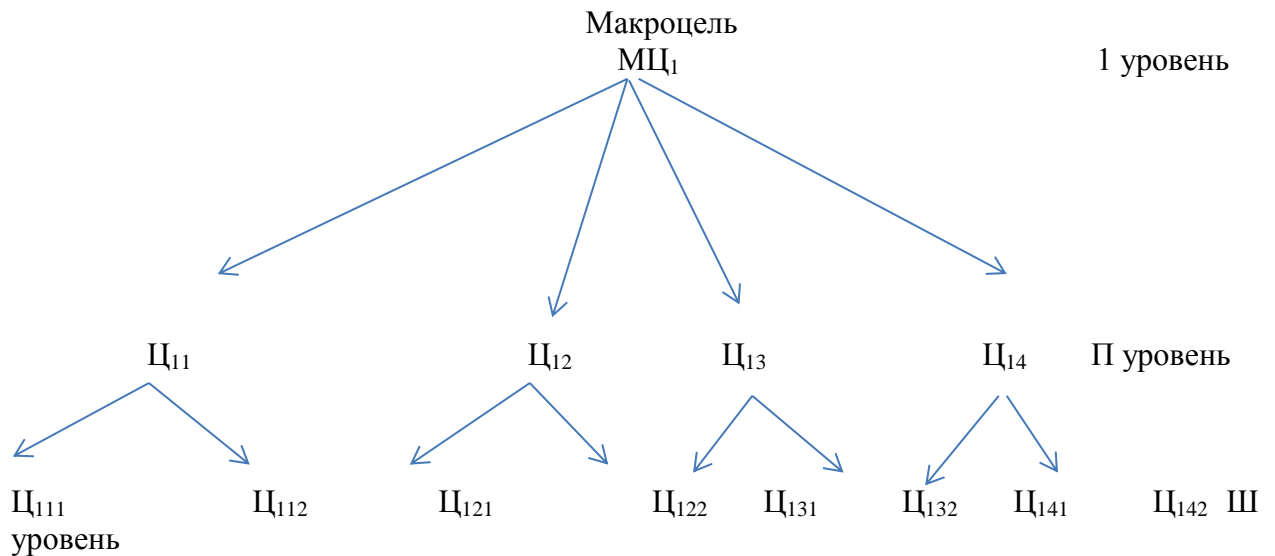 Макроцель
МЦ₁ 1 уровень
Ц₁₁ Ц₁₂ Ц₁₃ Ц₁₄ П уровень
Ц₁₁₁ Ц₁₁₂ Ц₁₂₁ Ц₁₂₂ Ц₁₃₁ Ц₁₃₂ Ц₁₄₁ Ц₁₄₂ Ш
уровень